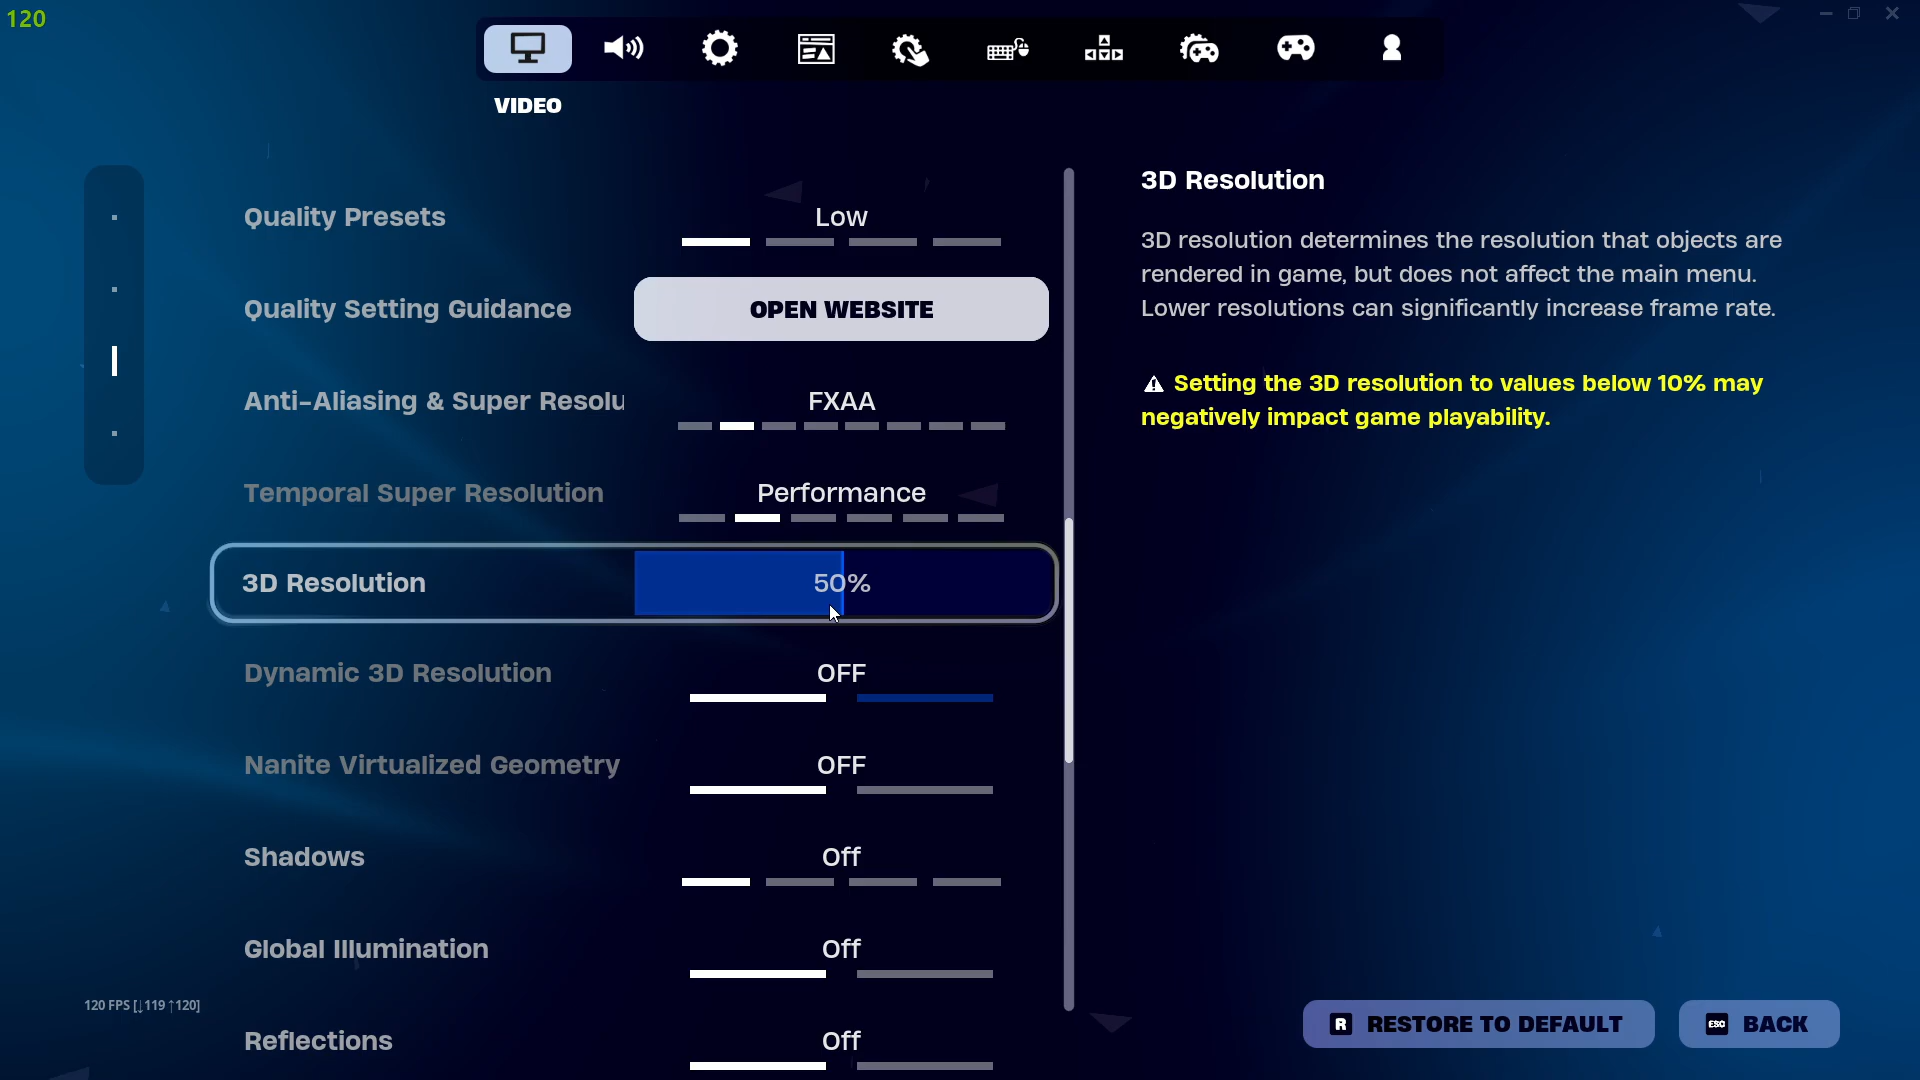 120
VIDEO
Quality Presets
Low
Quality Setting Guidance
OPEN WEBSITE
Anti-Aliasing & Super Resolu
FXAA
Temporal Super Resolution
Performance
3D Resolution
50%
Dynamic 3D Resolution
OFF
Nanite Virtualized Geometry
OFF
Shadows
Off
Global Illumination
Off
Reflections
Off
3D Resolution
3D resolution determines the resolution that objects are
rendered in game, but does not affect the main menu.
Lower resolutions can significantly increase frame rate.
⚠ Setting the 3D resolution to values below 10% may
negatively impact game playability.
120 FPS [↓119 ↑120]
R RESTORE TO DEFAULT
ESC BACK